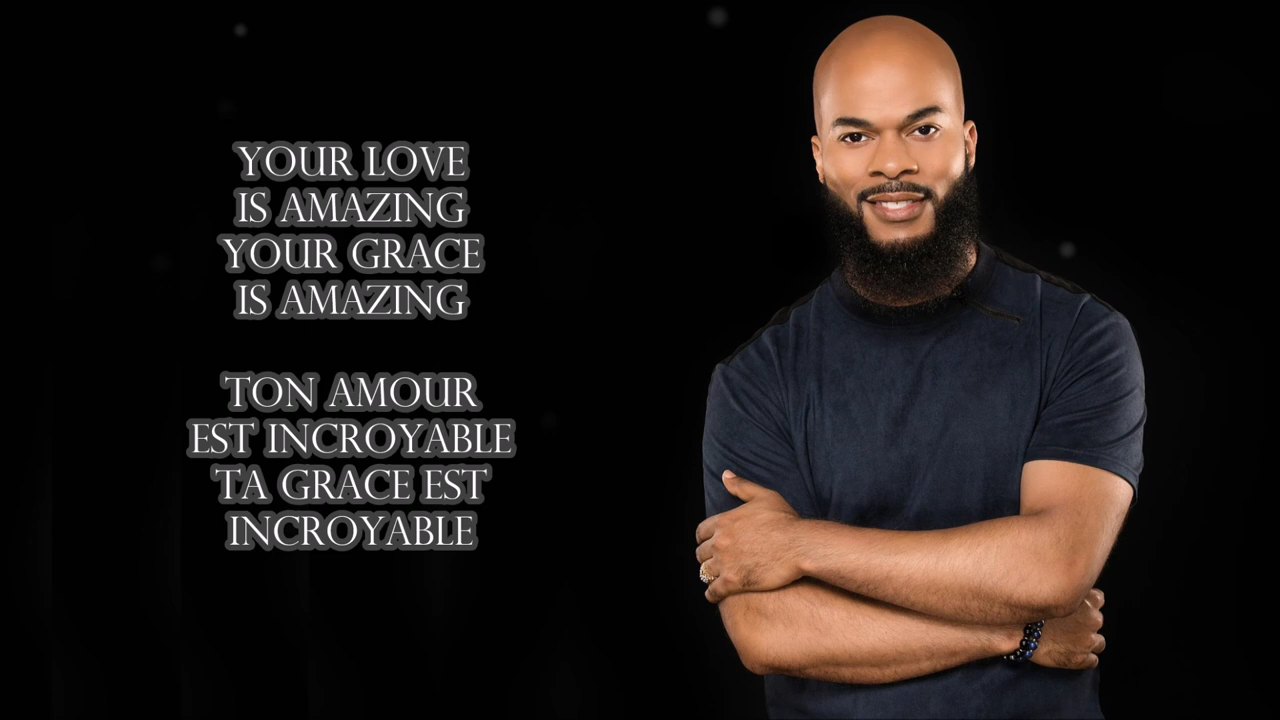 YOUR LOVE
IS AMAZING
YOUR GRACE
IS AMAZING
TON AMOUR
EST INCROYABLE
TA GRACE EST
INCROYABLE